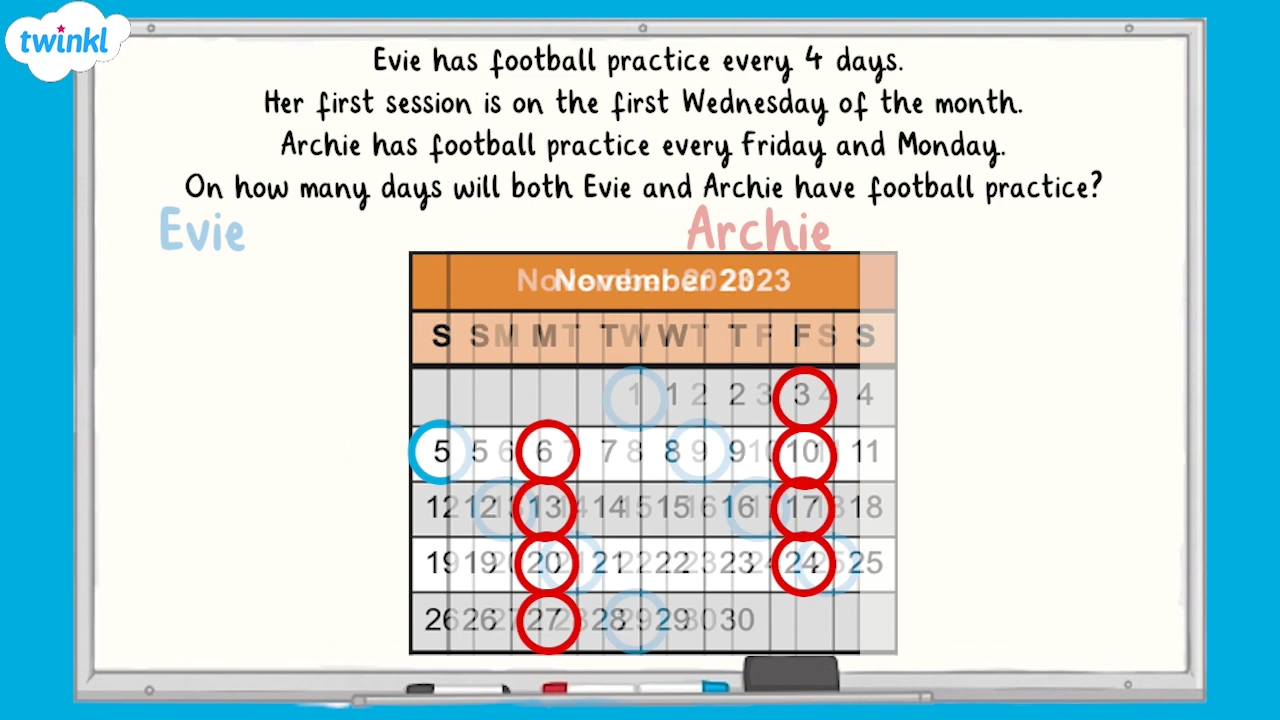 twinkl
Evie has football practice every 4 days.
Her first session is on the first Wednesday of the month.
Archie has football practice every Friday and Monday.
On how many days will both Evie and Archie have football practice?
Evie
Archie
November 2023
S M T W T F S
1 2 3 4
5 6 7 8 9 10 11
12 13 14 15 16 17 18
19 20 21 22 23 24 25
26 27 28 29 30